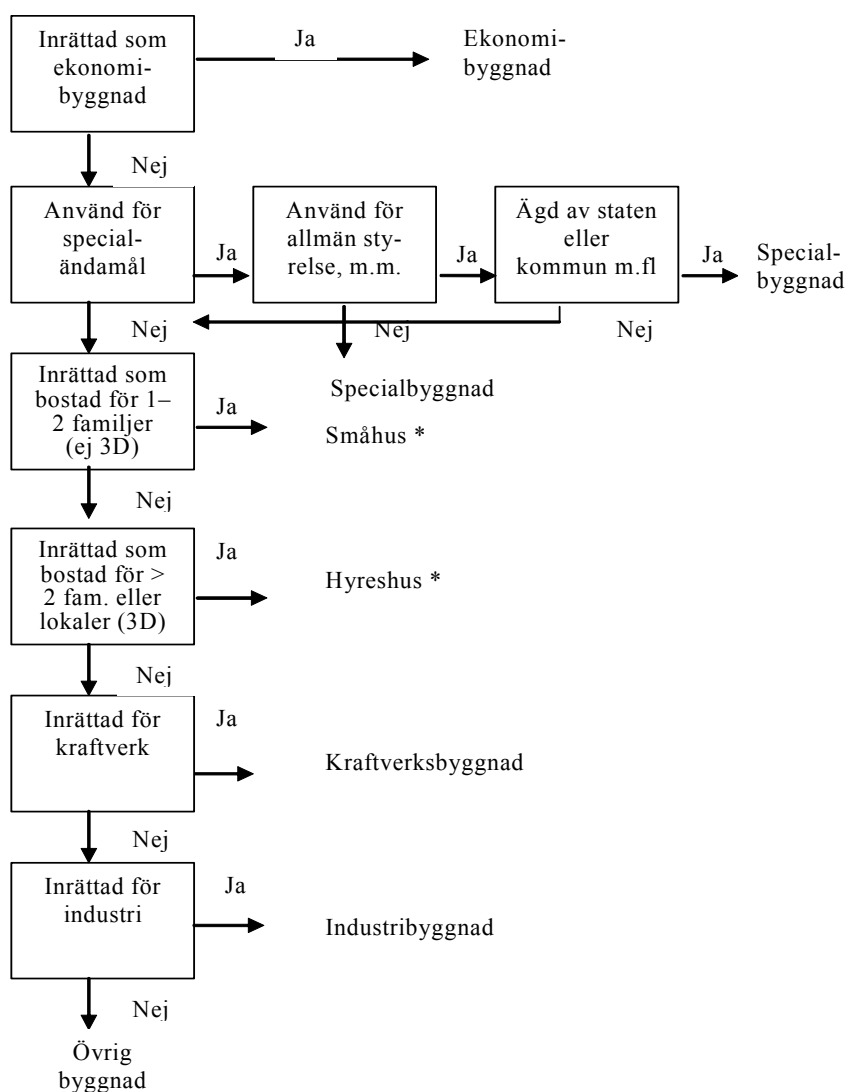 Inrättad som
ekonomi-
byggnad
Ja
Ekonomi-
byggnad
Nej
Använd för
special-
ändamål
Ja
Använd för
allmän sty-
relse, m.m.
Ja
Ägd av staten
eller
kommun m.fl
Ja
Special-
byggnad
Nej
Nej
Nej
Inrättad som
bostad för 1–
2 familjer
(ej 3D)
Ja
Specialbyggnad
Småhus *
Nej
Inrättad som
bostad för >
2 fam. eller
lokaler (3D)
Ja
Hyreshus *
Nej
Inrättad för
kraftverk
Ja
Kraftverksbyggnad
Nej
Inrättad för
industri
Ja
Industribyggnad
Nej
Övrig
byggnad